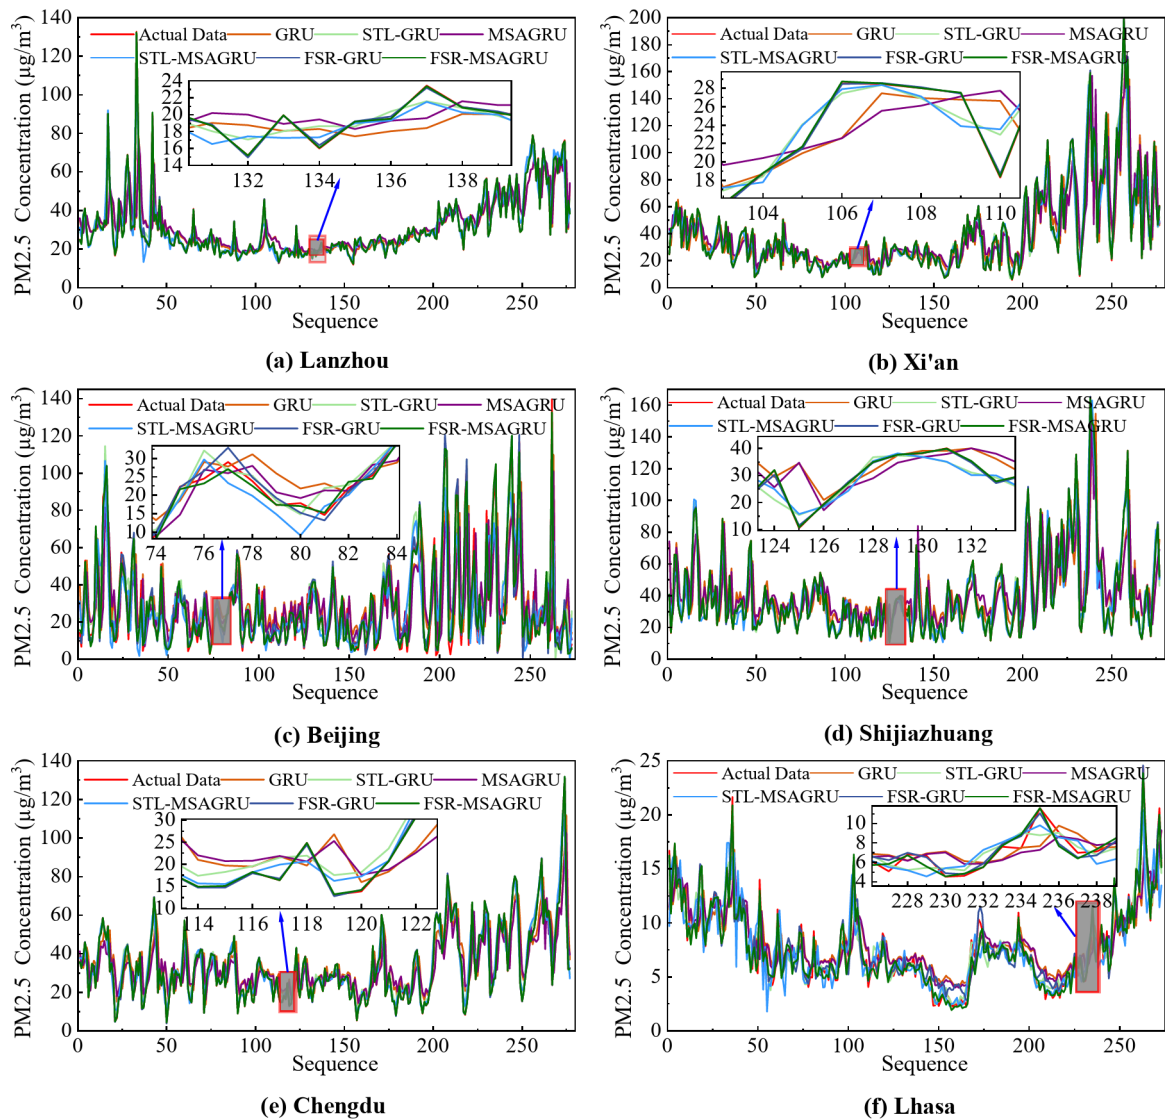 PM2.5 Concentration (μg/m³)
140
120
100
80
60
40
20
0
Actual Data GRU STL-GRU MSAGRU
STL-MSAGRU FSR-GRU FSR-MSAGRU
24
22
20
18
16
14
132 134 136 138
0 50 100 150 200 250
Sequence
(a) Lanzhou
PM2.5 Concentration (μg/m³)
200
180
160
140
120
100
80
60
40
20
0
Actual Data GRU STL-GRU MSAGRU
STL-MSAGRU FSR-GRU FSR-MSAGRU
28
26
24
22
20
18
104 106 108 110
0 50 100 150 200 250
Sequence
(b) Xi'an
PM2.5 Concentration (μg/m³)
140
120
100
80
60
40
20
0
Actual Data GRU STL-GRU MSAGRU
STL-MSAGRU FSR-GRU FSR-MSAGRU
30
25
20
15
10
74 76 78 80 82 84
0 50 100 150 200 250
Sequence
(c) Beijing
PM2.5 Concentration (μg/m³)
160
140
120
100
80
60
40
20
0
Actual Data GRU STL-GRU MSAGRU
STL-MSAGRU FSR-GRU FSR-MSAGRU
40
30
20
10
124 126 128 130 132
0 50 100 150 200 250
Sequence
(d) Shijiazhuang
PM2.5 Concentration (μg/m³)
140
120
100
80
60
40
20
0
Actual Data GRU STL-GRU MSAGRU
STL-MSAGRU FSR-GRU FSR-MSAGRU
30
25
20
15
10
114 116 118 120 122
0 50 100 150 200 250
Sequence
(e) Chengdu
PM2.5 Concentration (μg/m³)
25
20
15
10
5
0
Actual Data GRU STL-GRU MSAGRU
STL-MSAGRU FSR-GRU FSR-MSAGRU
10
8
6
4
228 230 232 234 236 238
0 50 100 150 200 250
Sequence
(f) Lhasa